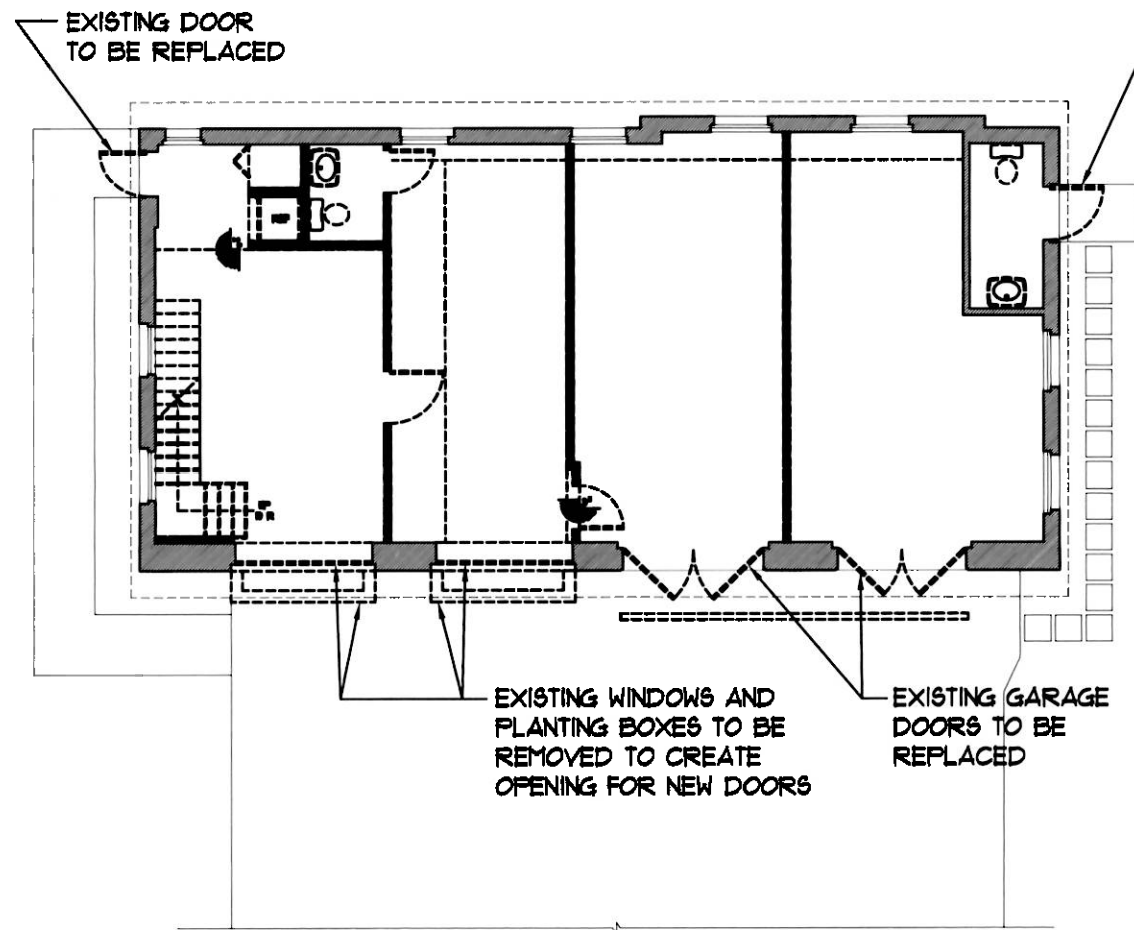 EXISTING DOOR
TO BE REPLACED
EXISTING WINDOWS AND
PLANTING BOXES TO BE
REMOVED TO CREATE
OPENING FOR NEW DOORS
EXISTING GARAGE
DOORS TO BE
REPLACED